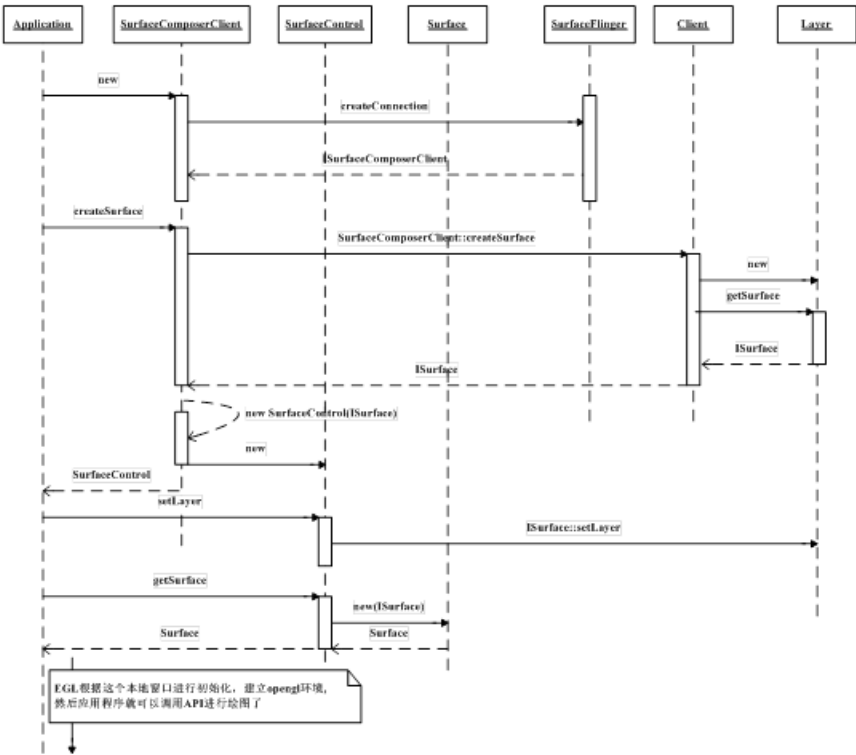 Application SurfaceComposerClient SurfaceControl Surface SurfaceFlinger Client Layer
new
createConnection
ISurfaceComposerClient
createSurface
SurfaceComposerClient::createSurface
new
getSurface
ISurface
ISurface
new SurfaceControl(ISurface)
new
SurfaceControl
setLayer
ISurface::setLayer
getSurface
new(ISurface)
Surface
Surface
EGL根据这个本地窗口进行初始化，建立opengl环境，
然后应用程序就可以调用API进行绘图了